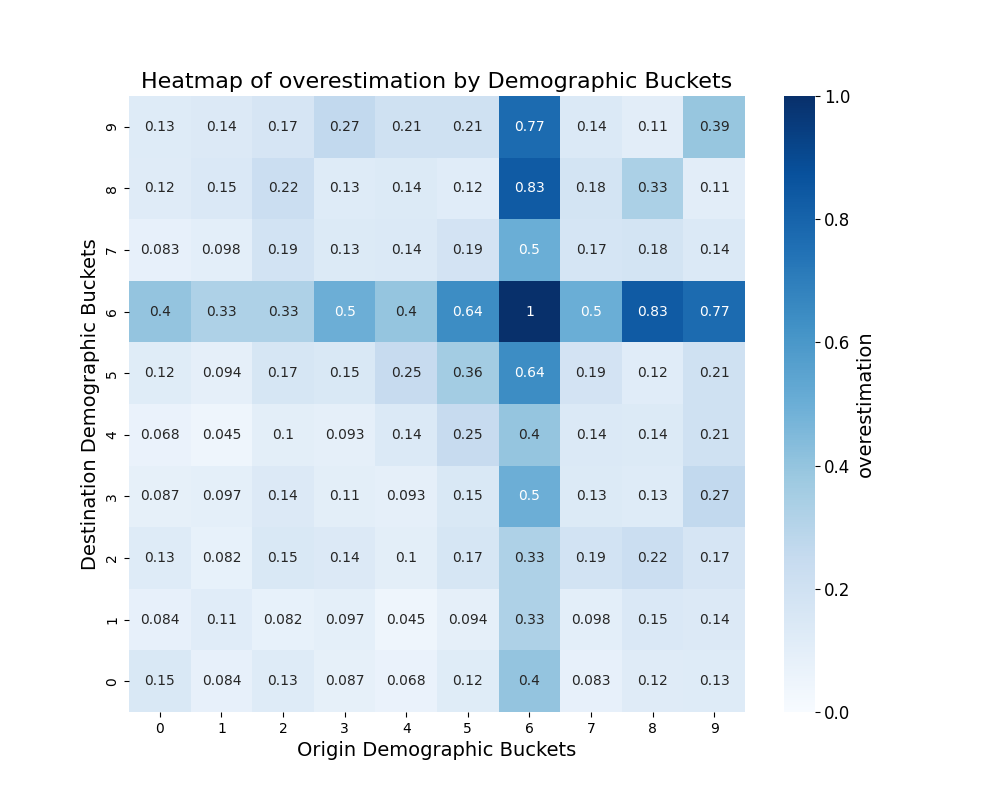 Heatmap of overestimation by Demographic Buckets
9 0.13 0.14 0.17 0.27 0.21 0.21 0.77 0.14 0.11 0.39
8 0.12 0.15 0.22 0.13 0.14 0.12 0.83 0.18 0.33 0.11
7 0.083 0.098 0.19 0.13 0.14 0.19 0.5 0.17 0.18 0.14
6 0.4 0.33 0.33 0.5 0.4 0.64 1 0.5 0.83 0.77
5 0.12 0.094 0.17 0.15 0.25 0.36 0.64 0.19 0.12 0.21
4 0.068 0.045 0.1 0.093 0.14 0.25 0.4 0.14 0.14 0.21
3 0.087 0.097 0.14 0.11 0.093 0.15 0.5 0.13 0.13 0.27
2 0.13 0.082 0.15 0.14 0.1 0.17 0.33 0.19 0.22 0.17
1 0.084 0.11 0.082 0.097 0.045 0.094 0.33 0.098 0.15 0.14
0 0.15 0.084 0.13 0.087 0.068 0.12 0.4 0.083 0.12 0.13
0 1 2 3 4 5 6 7 8 9
Origin Demographic Buckets
Destination Demographic Buckets
1.0
0.8
0.6
0.4
0.2
0.0
overestimation